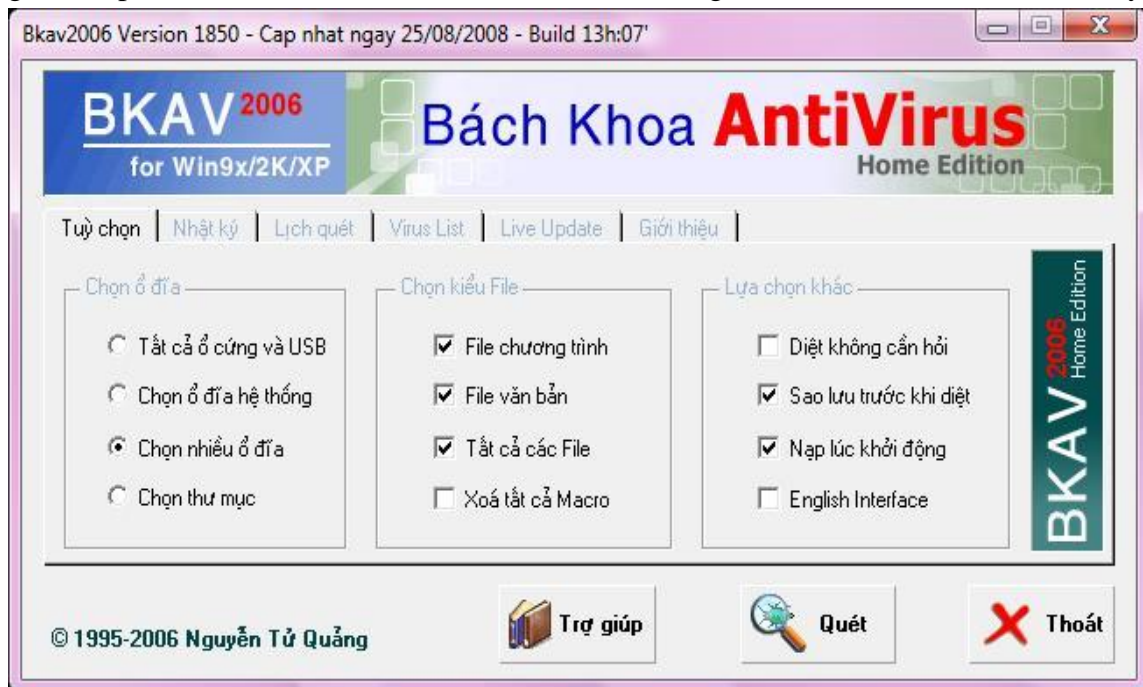 Bkav2006 Version 1850 - Cap nhat ngay 25/08/2008 - Build 13h:07'
BKAV 2006
for Win9x/2K/XP
Bách Khoa AntiVirus
Home Edition
Tuỳ chọn Nhật ký Lịch quét Virus List Live Update Giới thiệu
Chọn ổ đĩa
Tất cả ổ cứng và USB
Chọn ổ đĩa hệ thống
Chọn nhiều ổ đĩa
Chọn thư mục
Chọn kiểu File
File chương trình
File văn bản
Tất cả các File
Xoá tất cả Macro
Lựa chọn khác
Diệt không cần hỏi
Sao lưu trước khi diệt
Nạp lúc khởi động
English Interface
BKAV 2006
Home Edition
© 1995-2006 Nguyễn Tử Quảng
Trợ giúp
Quét
Thoát